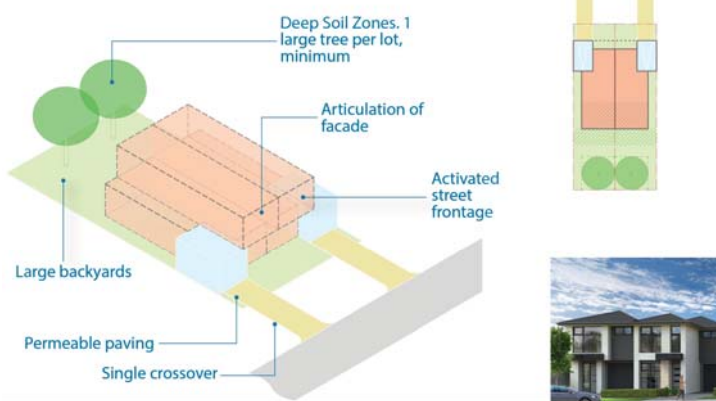 Deep Soil Zones. 1
large tree per lot,
minimum
Articulation of
facade
Activated
street
frontage
Large backyards
Permeable paving
Single crossover